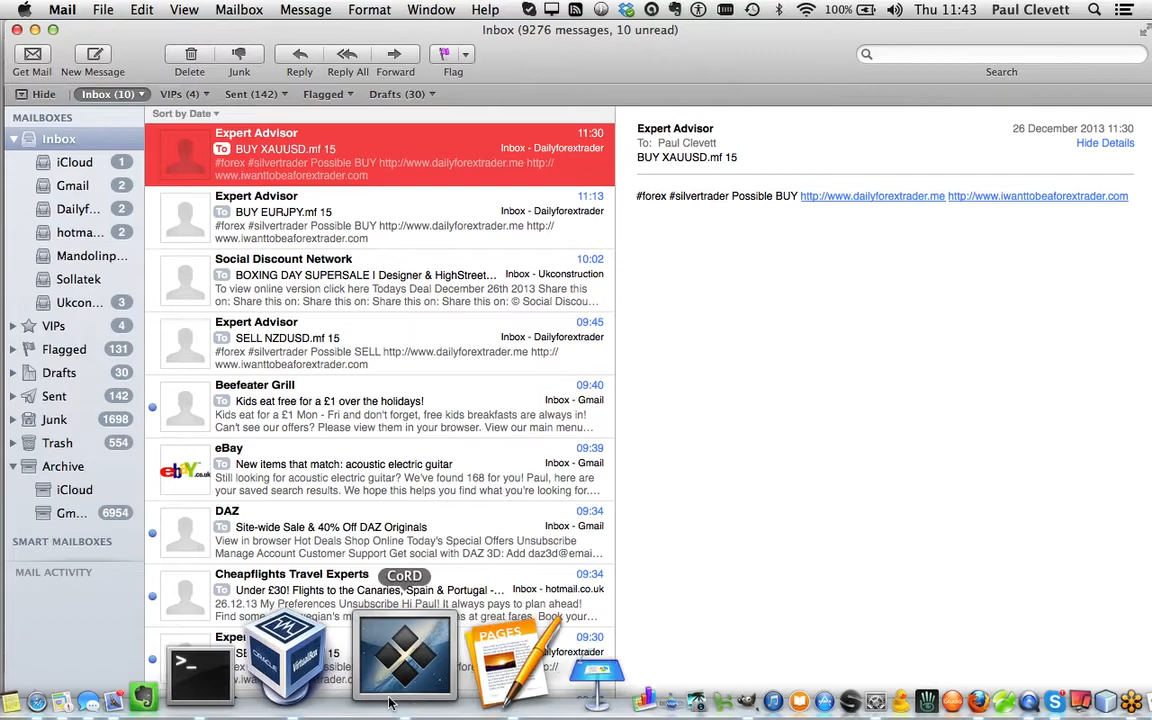 Mail File Edit View Mailbox Message Format Window Help 100% Thu 11:43 Paul Clevett
Inbox (9276 messages, 10 unread)
Get Mail New Message Delete Junk Reply Reply All Forward Flag Search
Hide Inbox (10) VIPs (4) Sent (142) Flagged Drafts (30)
MAILBOXES
Inbox
iCloud 1
Gmail 2
Dailyf... 2
hotma... 2
Mandolinp...
Sollatek
Ukcon... 3
VIPs 4
Flagged 131
Drafts 30
Sent 142
Junk 1698
Trash 554
Archive
iCloud
Gm... 6954
SMART MAILBOXES
MAIL ACTIVITY
Sort by Date
Expert Advisor 11:30
To BUY XAUUSD.mf 15 Inbox - Dailyforextrader
#forex #silvertrader Possible BUY http://www.dailyforextrader.me http://
www.iwanttobeaforextrader.com
Expert Advisor 11:13
To BUY EURJPY.mf 15 Inbox - Dailyforextrader
#forex #silvertrader Possible BUY http://www.dailyforextrader.me http://
www.iwanttobeaforextrader.com
Social Discount Network 10:02
To BOXING DAY SUPERSALE | Designer & HighStreet... Inbox - Ukconstruction
To view online version click here Todays Deal December 26th 2013 Share this
on: Share this on: Share this on: Share this on: © Social Discou...
Expert Advisor 09:45
To SELL NZDUSD.mf 15 Inbox - Dailyforextrader
#forex #silvertrader Possible SELL http://www.dailyforextrader.me http://
www.iwanttobeaforextrader.com
Beefeater Grill 09:40
To Kids eat free for a £1 over the holidays! Inbox - Gmail
Kids eat for a £1 Mon - Fri and don't forget, free kids breakfasts are always in!
Can't see our offers? Please view them in your browser. View our main menu...
eBay 09:39
To New items that match: acoustic electric guitar Inbox - Gmail
Still looking for acoustic electric guitar? We've found 168 for you! Paul, here are
your saved search results. We hope this helps you find what you're looking for....
ebay.co.uk
DAZ 09:34
To Site-wide Sale & 40% Off DAZ Originals Inbox - Gmail
View in browser Hot Deals Shop Online Today's Special Offers Unsubscribe
Manage Account Customer Support Get social with DAZ 3D: Add daz3d@emai...
Cheapflights Travel Experts 09:34
To Under £30! Flights to the Canaries, Spain & Portugal -... Inbox - hotmail.co.uk
26.12.13 My Preferences Unsubscribe Hi Paul! It always pays to plan ahead!
09:30
15 Inbox - Dailyforextrader
Expert Advisor 26 December 2013 11:30
To: Paul Clevett Hide Details
BUY XAUUSD.mf 15
#forex #silvertrader Possible BUY http://www.dailyforextrader.me http://www.iwanttobeaforextrader.com
CoRD
ORACLE
VirtualBox
PAGES